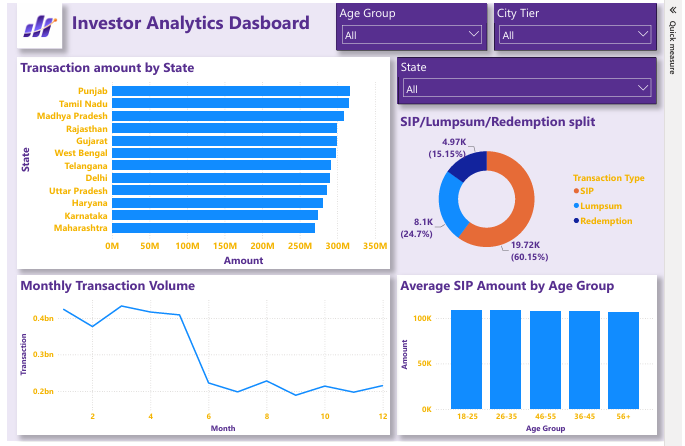 Investor Analytics Dasboard
Age Group
All
City Tier
All
Quick measure
Transaction amount by State
State
Punjab
Tamil Nadu
Madhya Pradesh
Rajasthan
Gujarat
West Bengal
Telangana
Delhi
Uttar Pradesh
Haryana
Karnataka
Maharashtra
0M 50M 100M 150M 200M 250M 300M 350M
Amount
State
All
SIP/Lumpsum/Redemption split
4.97K
(15.15%)
8.1K
(24.7%)
19.72K
(60.15%)
Transaction Type
SIP
Lumpsum
Redemption
Monthly Transaction Volume
Transaction
0.4bn
0.3bn
0.2bn
2 4 6 8 10 12
Month
Average SIP Amount by Age Group
Amount
100K
50K
0K
18-25 26-35 46-55 36-45 56+
Age Group